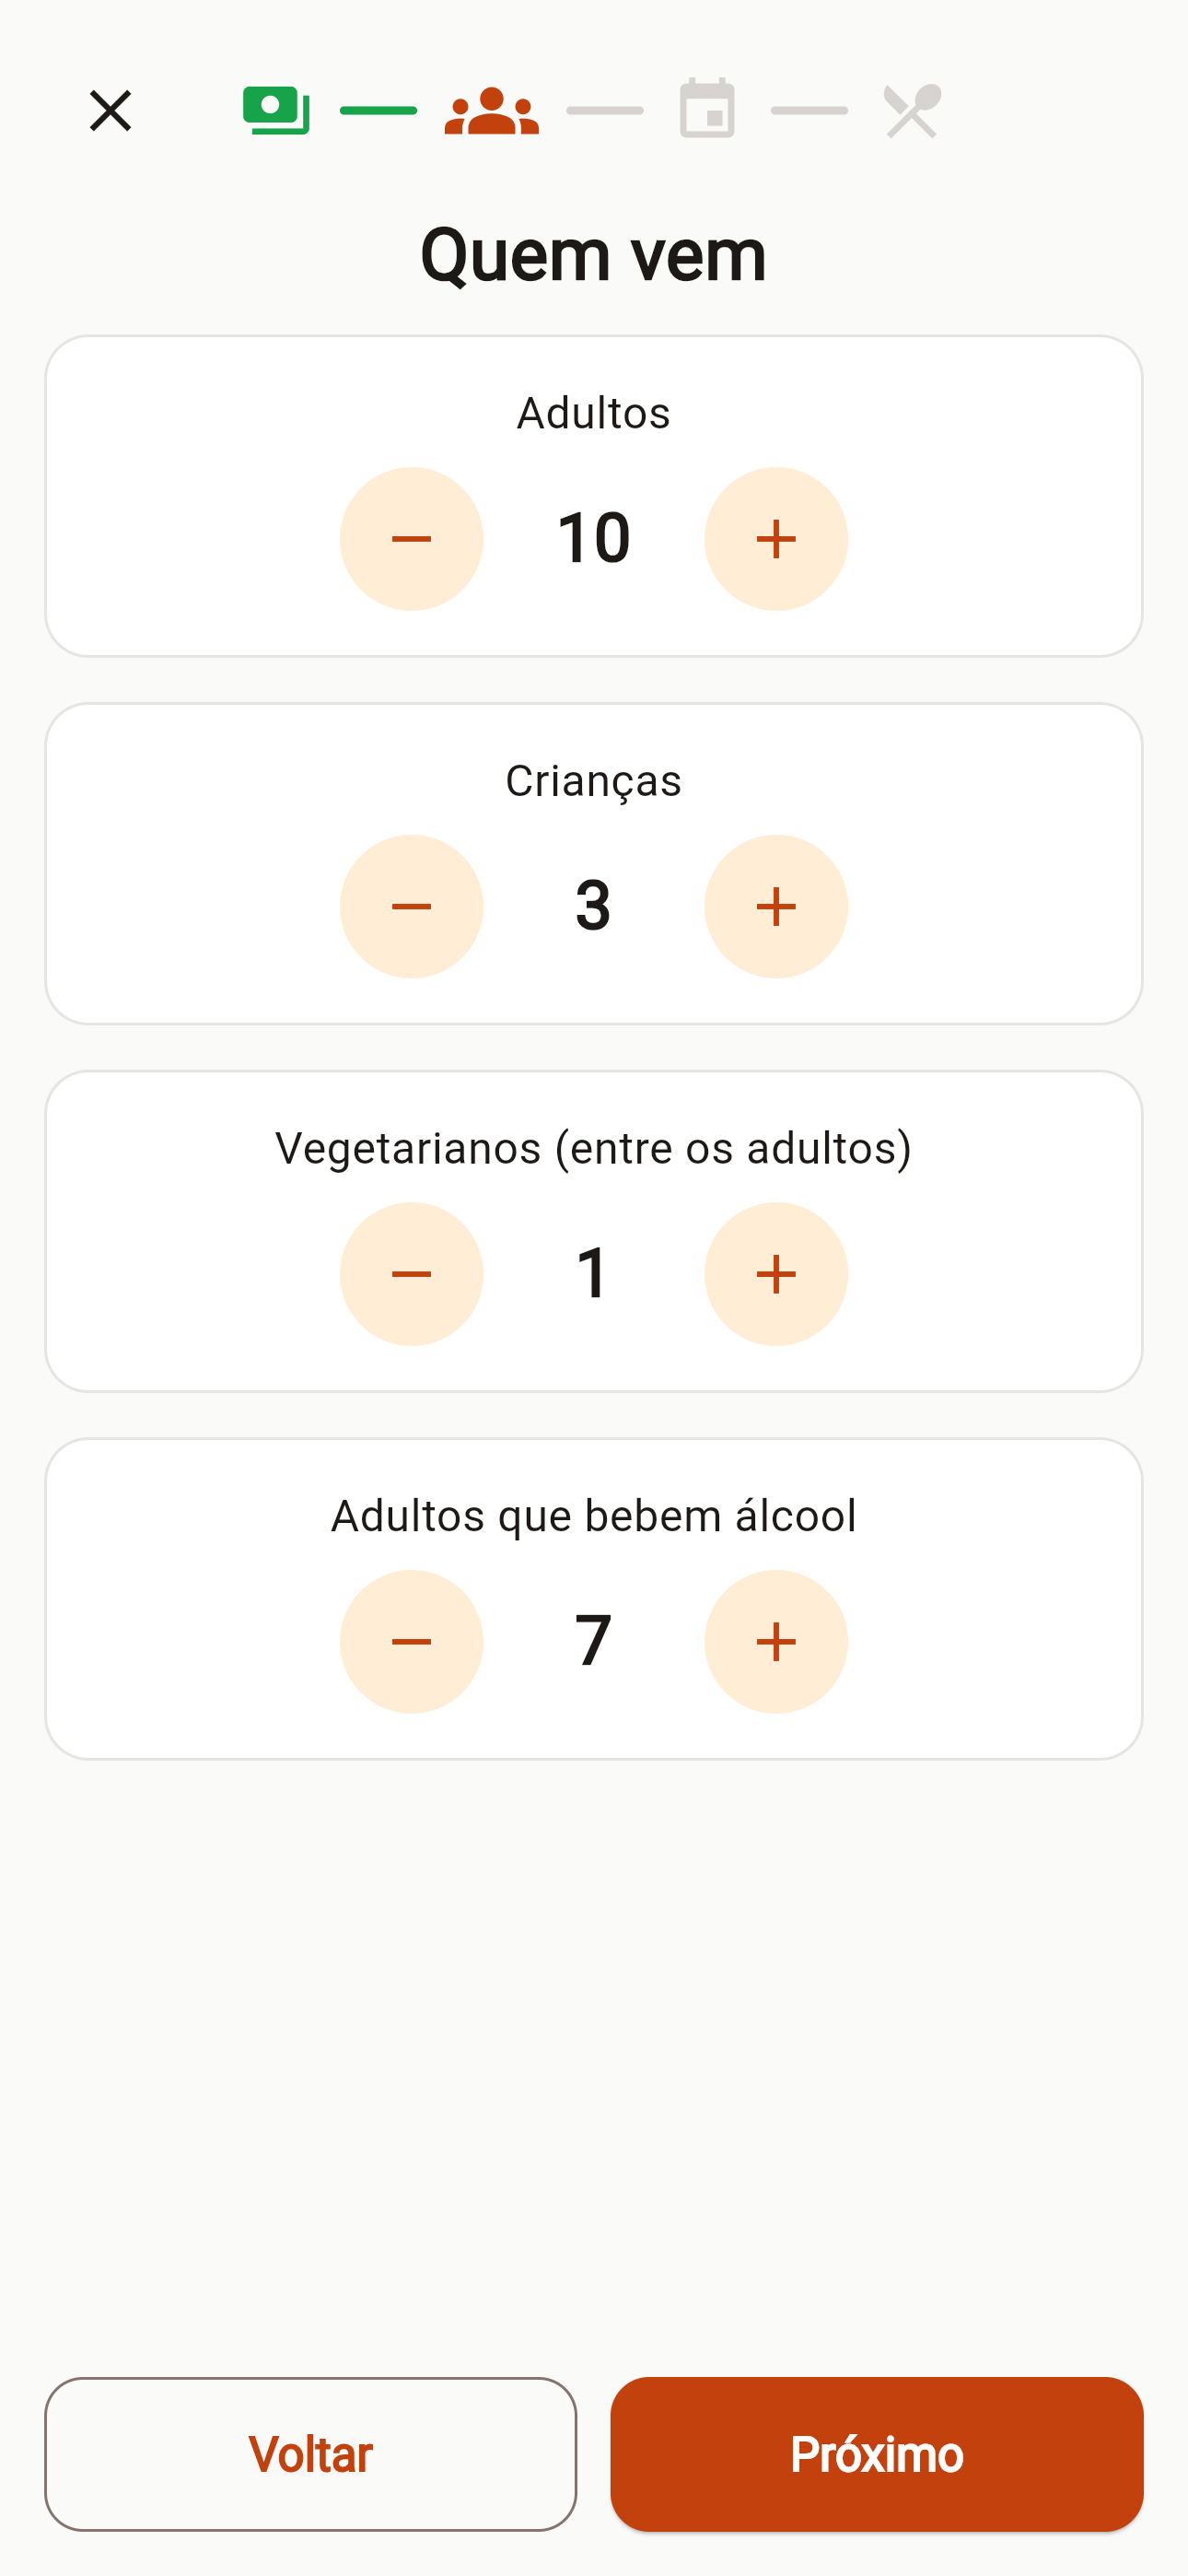 Quem vem
Adultos
10
Crianças
3
Vegetarianos (entre os adultos)
1
Adultos que bebem álcool
7
Voltar
Próximo